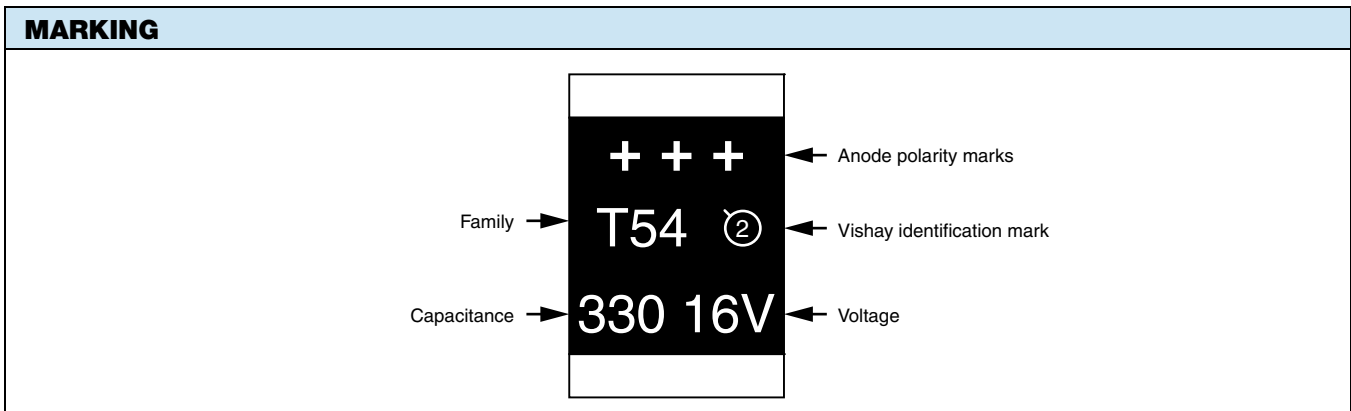 MARKING
+ + +
Anode polarity marks
Family
T54 2
Vishay identification mark
Capacitance
330 16V
Voltage